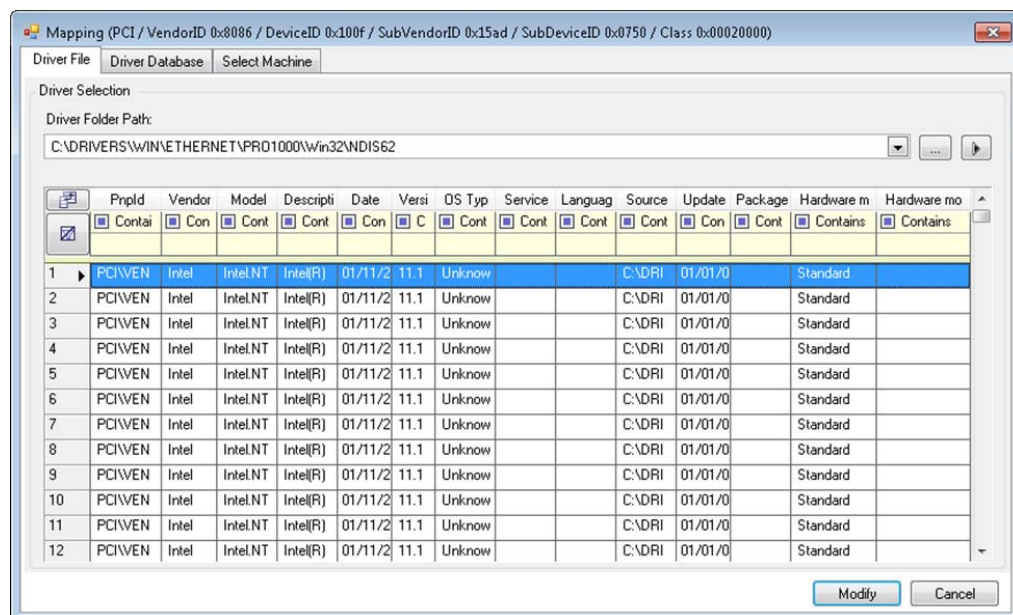 Mapping (PCI / VendorID 0x8086 / DeviceID 0x100f / SubVendorID 0x15ad / SubDeviceID 0x0750 / Class 0x00020000)
Driver File Driver Database Select Machine
Driver Selection
Driver Folder Path:
C:\DRIVERS\WIN\ETHERNET\PRO1000\Win32\NDIS62 ...
PnpId Vendor Model Descripti Date Versi OS Typ Service Languag Source Update Package Hardware m Hardware mo
Contai Con Cont Cont Con C Cont Cont Cont Cont Con Cont Contains Contains
1 PCI\VEN Intel Intel.NT Intel(R) 01/11/2 11.1 Unknow C:\DRI 01/01/0 Standard
2 PCI\VEN Intel Intel.NT Intel(R) 01/11/2 11.1 Unknow C:\DRI 01/01/0 Standard
3 PCI\VEN Intel Intel.NT Intel(R) 01/11/2 11.1 Unknow C:\DRI 01/01/0 Standard
4 PCI\VEN Intel Intel.NT Intel(R) 01/11/2 11.1 Unknow C:\DRI 01/01/0 Standard
5 PCI\VEN Intel Intel.NT Intel(R) 01/11/2 11.1 Unknow C:\DRI 01/01/0 Standard
6 PCI\VEN Intel Intel.NT Intel(R) 01/11/2 11.1 Unknow C:\DRI 01/01/0 Standard
7 PCI\VEN Intel Intel.NT Intel(R) 01/11/2 11.1 Unknow C:\DRI 01/01/0 Standard
8 PCI\VEN Intel Intel.NT Intel(R) 01/11/2 11.1 Unknow C:\DRI 01/01/0 Standard
9 PCI\VEN Intel Intel.NT Intel(R) 01/11/2 11.1 Unknow C:\DRI 01/01/0 Standard
10 PCI\VEN Intel Intel.NT Intel(R) 01/11/2 11.1 Unknow C:\DRI 01/01/0 Standard
11 PCI\VEN Intel Intel.NT Intel(R) 01/11/2 11.1 Unknow C:\DRI 01/01/0 Standard
12 PCI\VEN Intel Intel.NT Intel(R) 01/11/2 11.1 Unknow C:\DRI 01/01/0 Standard
Modify Cancel